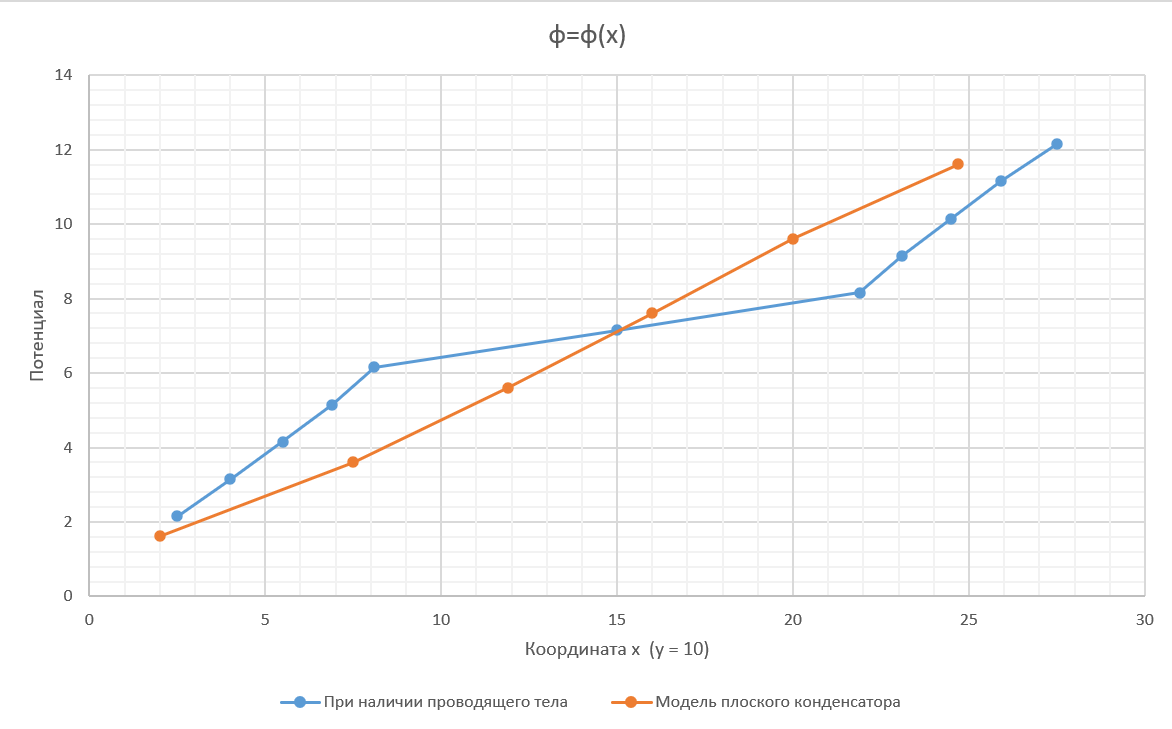 ф=ф(x)
14
12
10
8
6
4
2
0
Потенциал
0 5 10 15 20 25 30
Координата x (y = 10)
При наличии проводящего тела
Модель плоского конденсатора